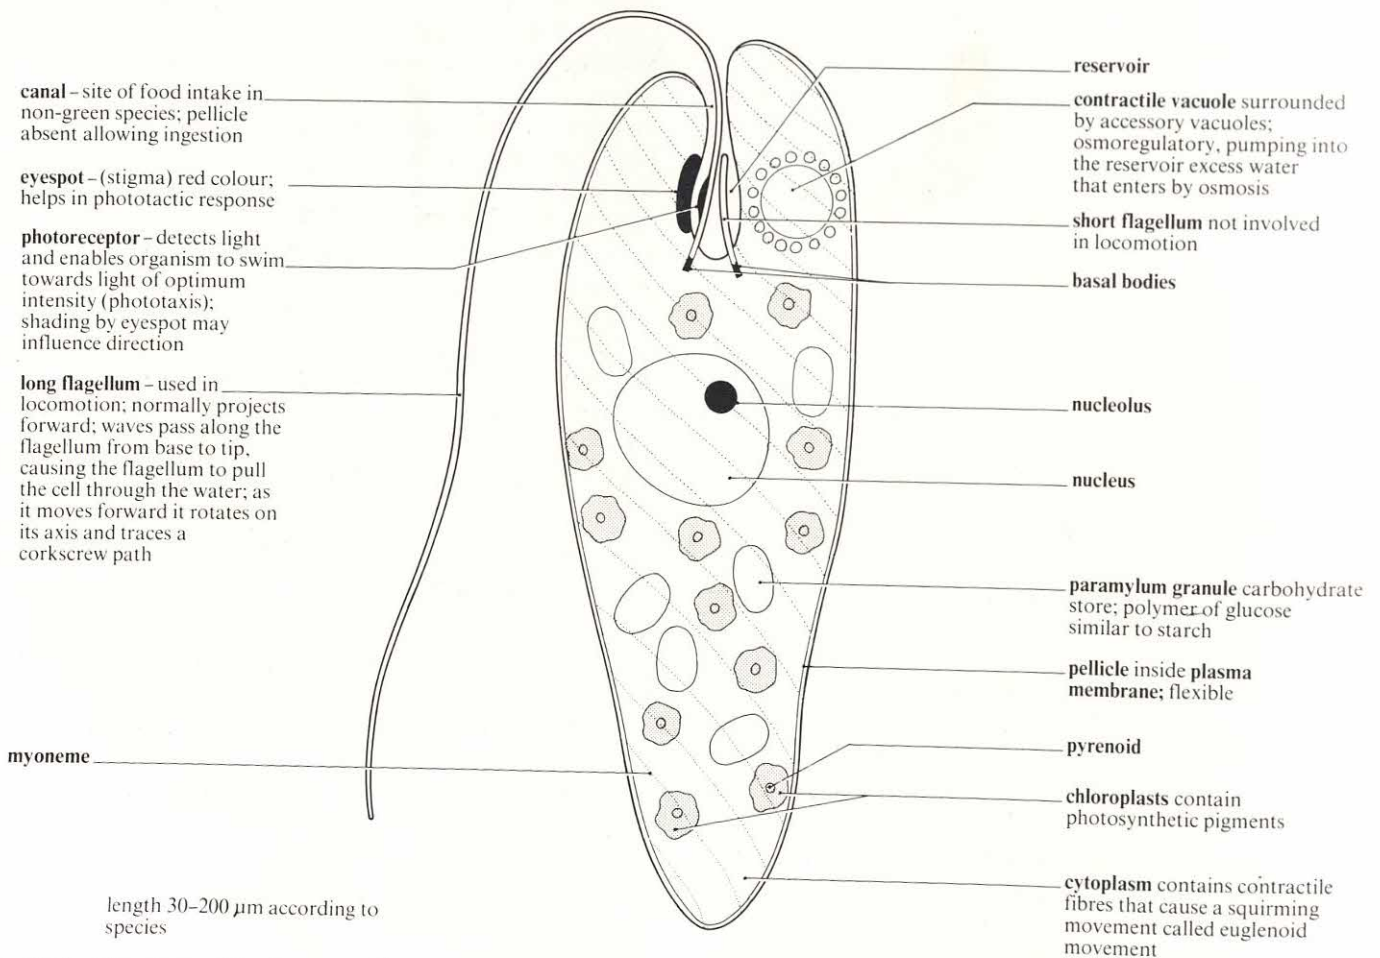 canal – site of food intake in
non-green species; pellicle
absent allowing ingestion
eyespot – (stigma) red colour;
helps in phototactic response
photoreceptor – detects light
and enables organism to swim
towards light of optimum
intensity (phototaxis);
shading by eyespot may
influence direction
long flagellum – used in
locomotion; normally projects
forward; waves pass along the
flagellum from base to tip,
causing the flagellum to pull
the cell through the water; as
it moves forward it rotates on
its axis and traces a
corkscrew path
myoneme
length 30–200 µm according to
species
reservoir
contractile vacuole surrounded
by accessory vacuoles;
osmoregulatory, pumping into
the reservoir excess water
that enters by osmosis
short flagellum not involved
in locomotion
basal bodies
nucleolus
nucleus
paramylum granule carbohydrate
store; polymer of glucose
similar to starch
pellicle inside plasma
membrane; flexible
pyrenoid
chloroplasts contain
photosynthetic pigments
cytoplasm contains contractile
fibres that cause a squirming
movement called euglenoid
movement